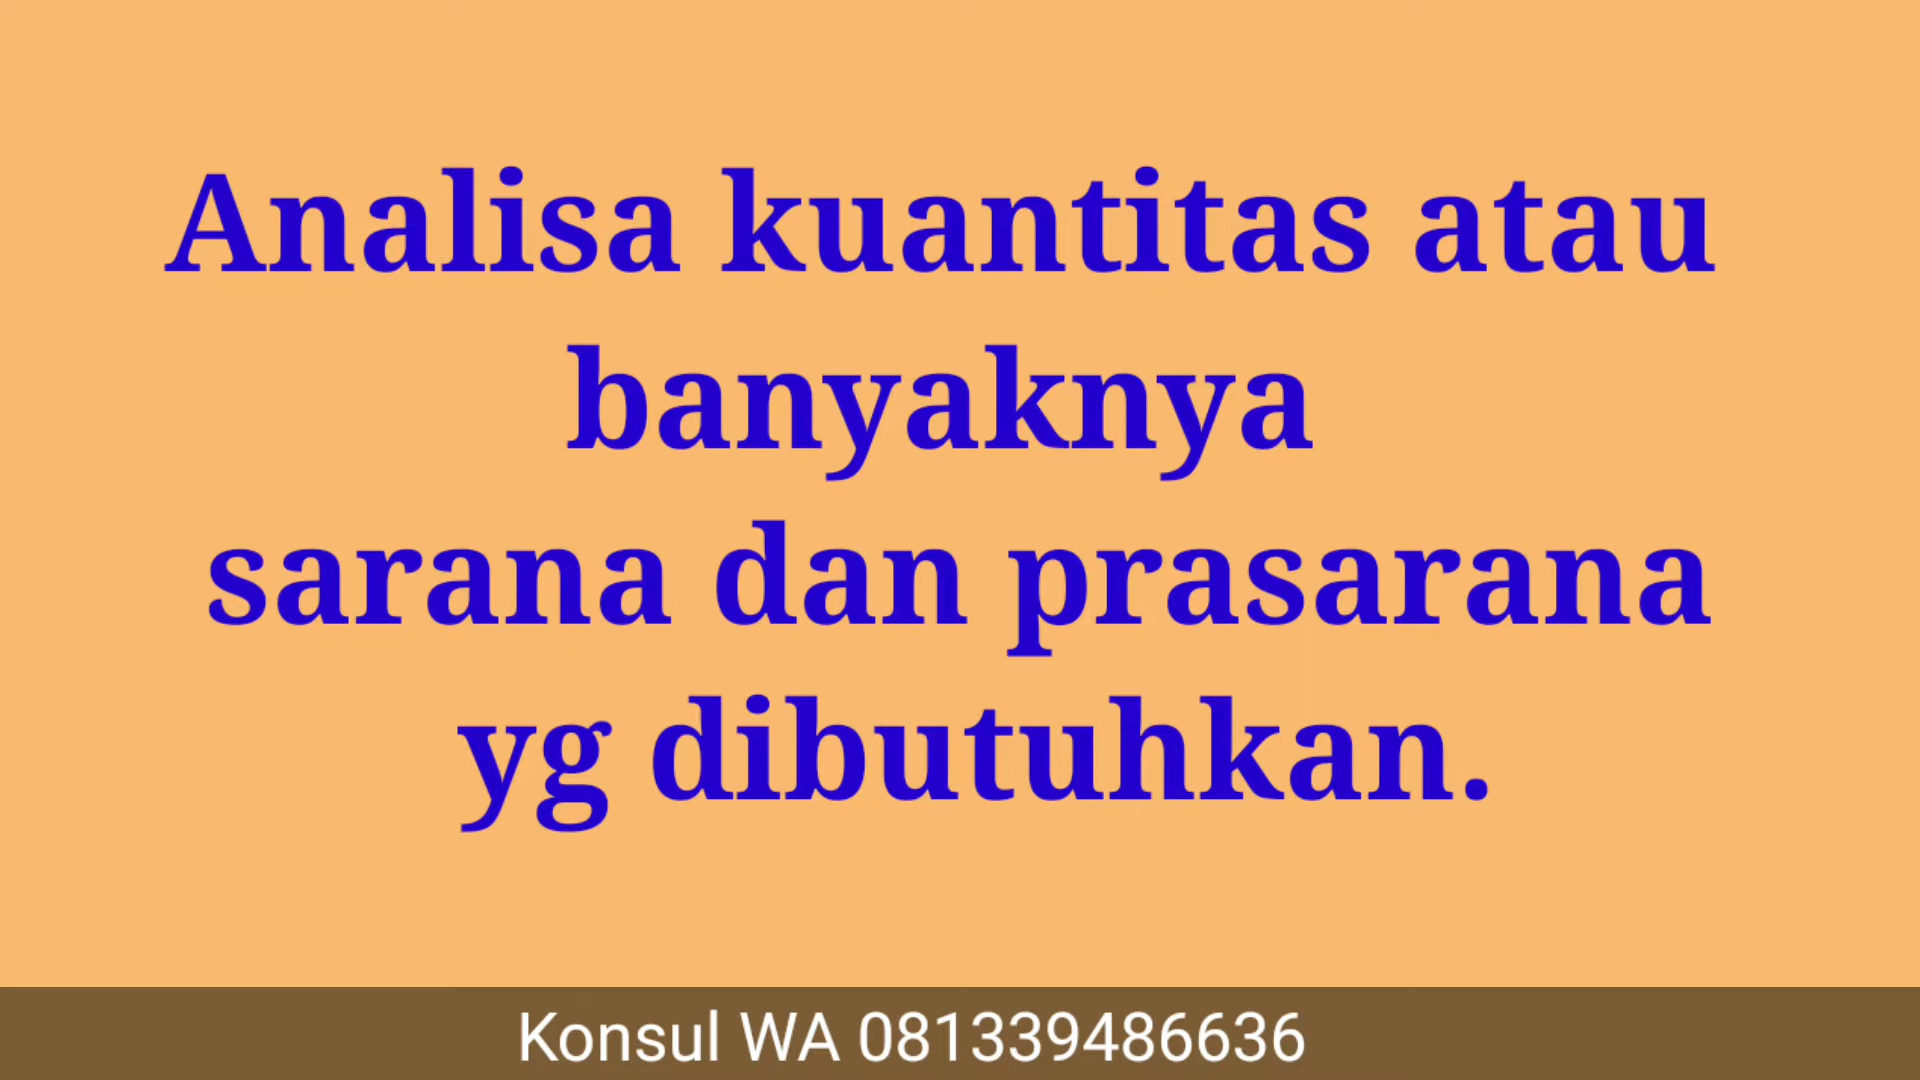 Analisa kuantitas atau
banyaknya
sarana dan prasarana
yg dibutuhkan.
Konsul WA 081339486636